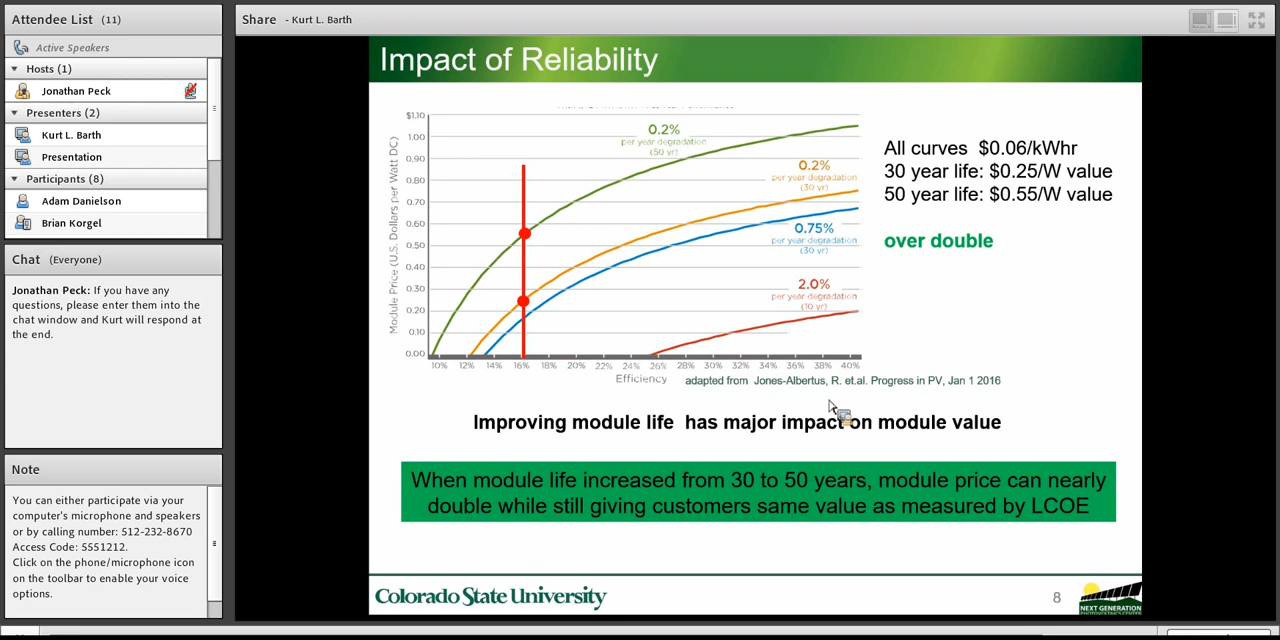 Attendee List (11)
Active Speakers
Hosts (1)
Jonathan Peck
Presenters (2)
Kurt L. Barth
Presentation
Participants (8)
Adam Danielson
Brian Korgel
Chat (Everyone)
Jonathan Peck: If you have any
questions, please enter them into the
chat window and Kurt will respond at
the end.
Note
You can either participate via your
computer's microphone and speakers
or by calling number: 512-232-8670
Access Code: 5551212.
Click on the phone/microphone icon
on the toolbar to enable your voice
options.
Share - Kurt L. Barth
Impact of Reliability
Module Price (U.S. Dollars per Watt DC)
$1.10
1.00
0.90
0.80
0.70
0.60
0.50
0.40
0.30
0.20
0.10
0.00
10% 12% 14% 16% 18% 20% 22% 24% 26% 28% 30% 32% 34% 36% 38% 40%
Efficiency
0.2%
per year degradation
(50 yr)
0.2%
per year degradation
(30 yr)
0.75%
per year degradation
(30 yr)
2.0%
per year degradation
(10 yr)
All curves $0.06/kWhr
30 year life: $0.25/W value
50 year life: $0.55/W value
over double
adapted from Jones-Albertus, R. et.al. Progress in PV, Jan 1 2016
Improving module life has major impact on module value
When module life increased from 30 to 50 years, module price can nearly
double while still giving customers same value as measured by LCOE
Colorado State University
8
NEXT GENERATION
PHOTOVOLTAICS CENTER